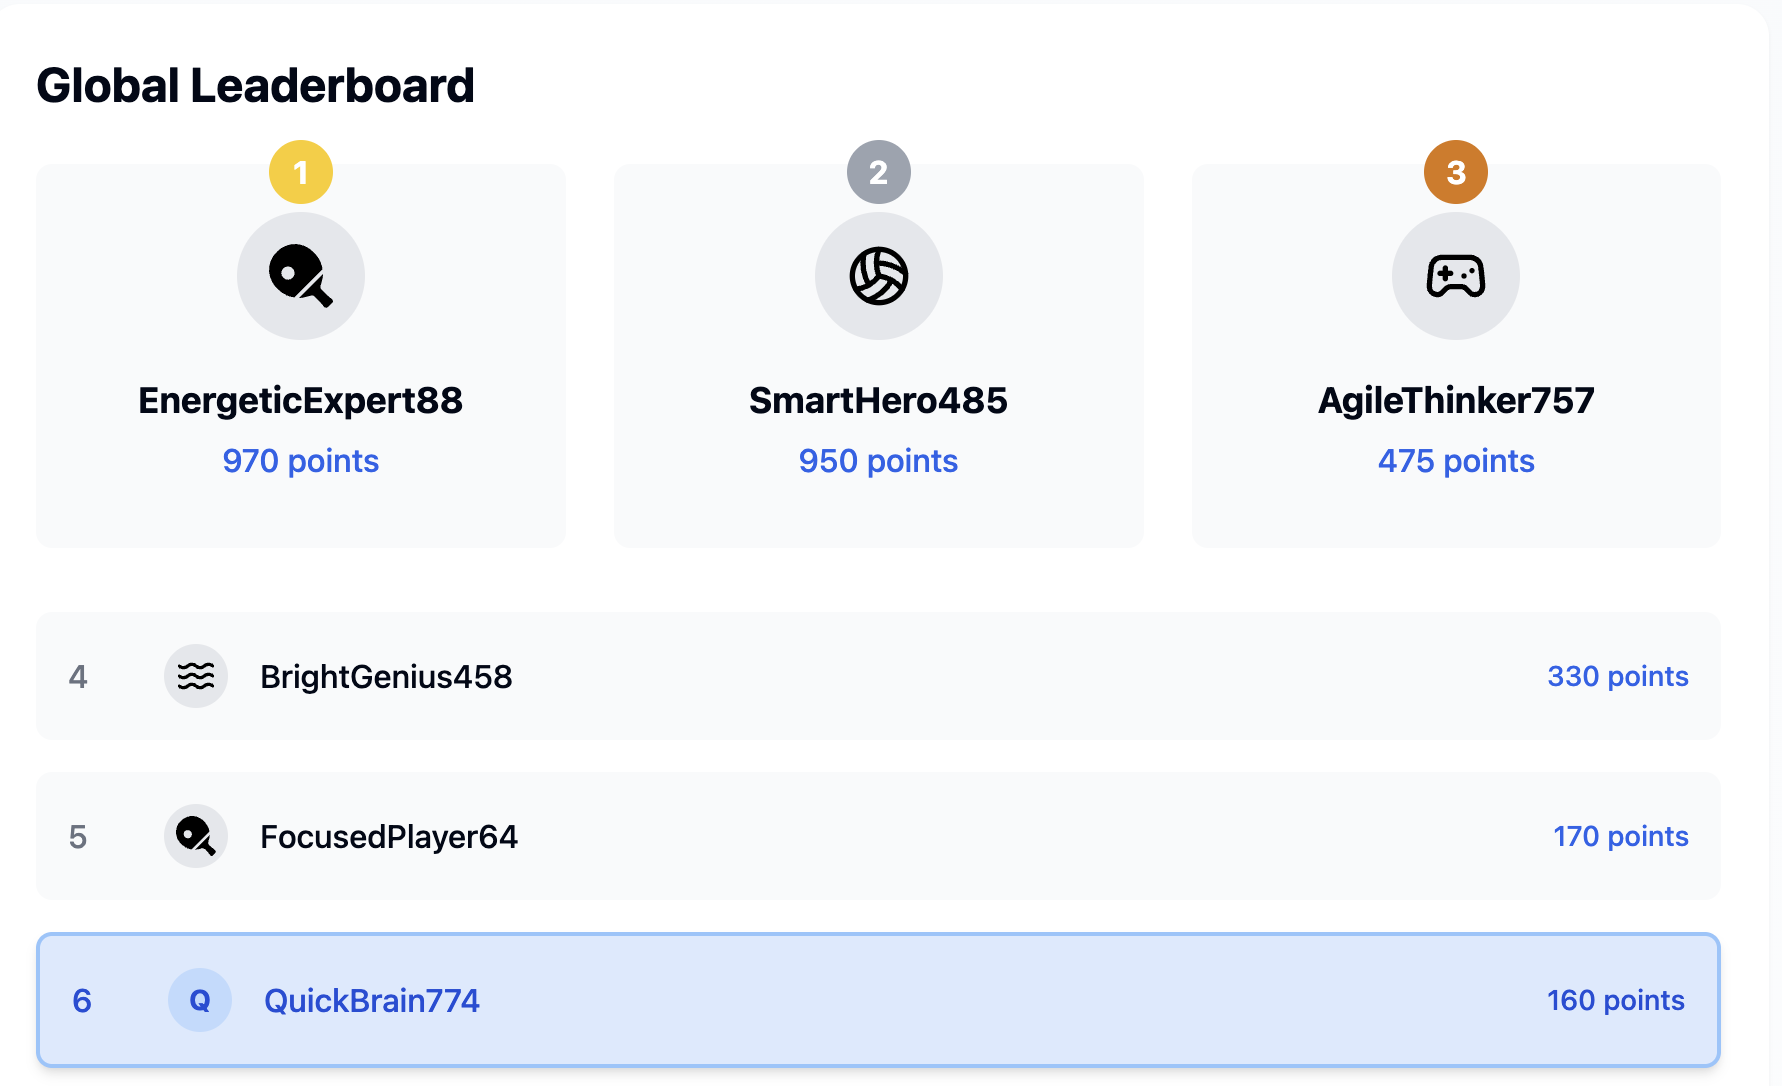 Global Leaderboard
1
EnergeticExpert88
970 points
2
SmartHero485
950 points
3
AgileThinker757
475 points
4 BrightGenius458 330 points
5 FocusedPlayer64 170 points
6 Q QuickBrain774 160 points